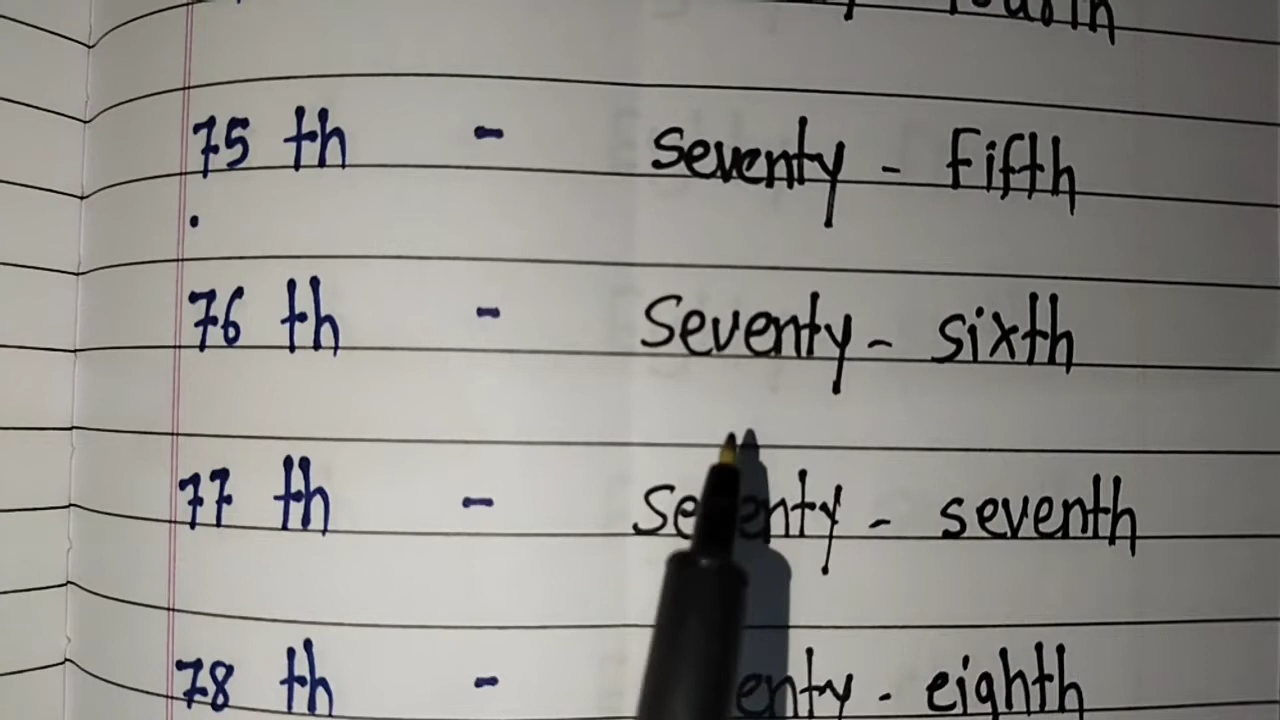 75 th - Seventy - Fifth
76 th - Seventy - sixth
77 th - - seventh
78 th - - eighth